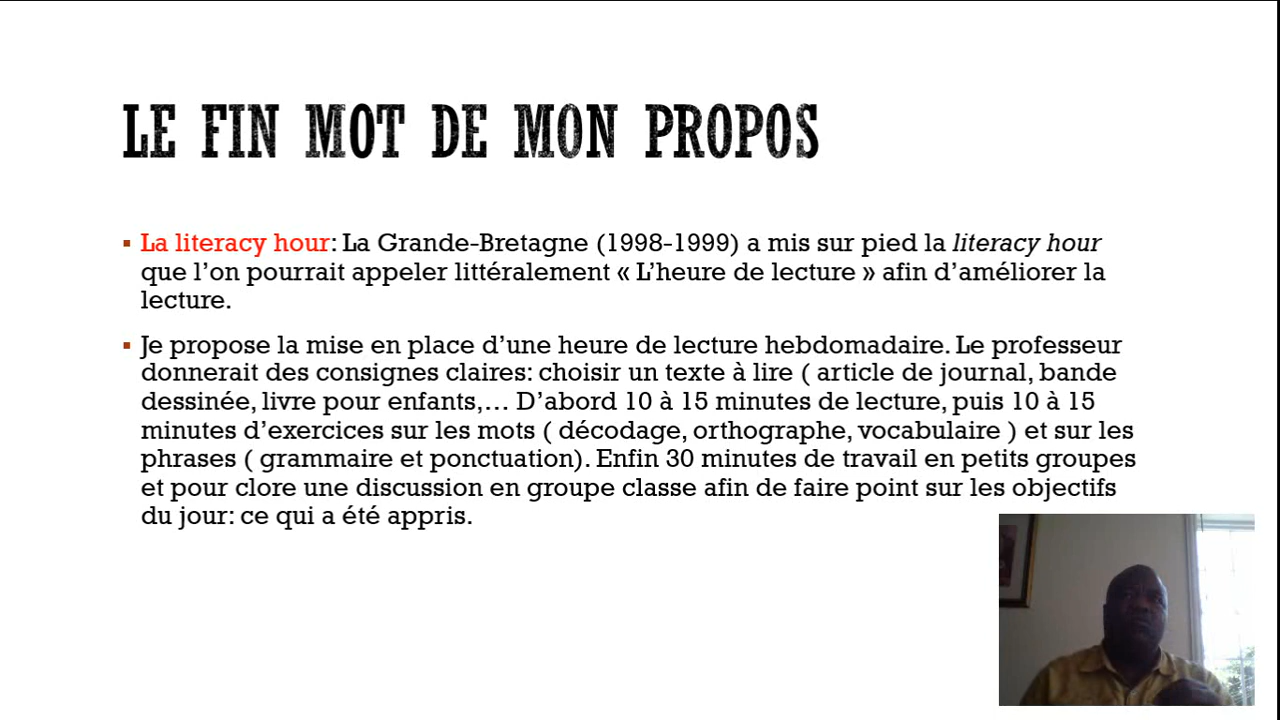 LE FIN MOT DE MON PROPOS
▪ La literacy hour: La Grande-Bretagne (1998-1999) a mis sur pied la literacy hour
que l’on pourrait appeler littéralement « L’heure de lecture » afin d’améliorer la
lecture.
▪ Je propose la mise en place d’une heure de lecture hebdomadaire. Le professeur
donnerait des consignes claires: choisir un texte à lire ( article de journal, bande
dessinée, livre pour enfants,… D’abord 10 à 15 minutes de lecture, puis 10 à 15
minutes d’exercices sur les mots ( décodage, orthographe, vocabulaire ) et sur les
phrases ( grammaire et ponctuation). Enfin 30 minutes de travail en petits groupes
et pour clore une discussion en groupe classe afin de faire point sur les objectifs
du jour: ce qui a été appris.